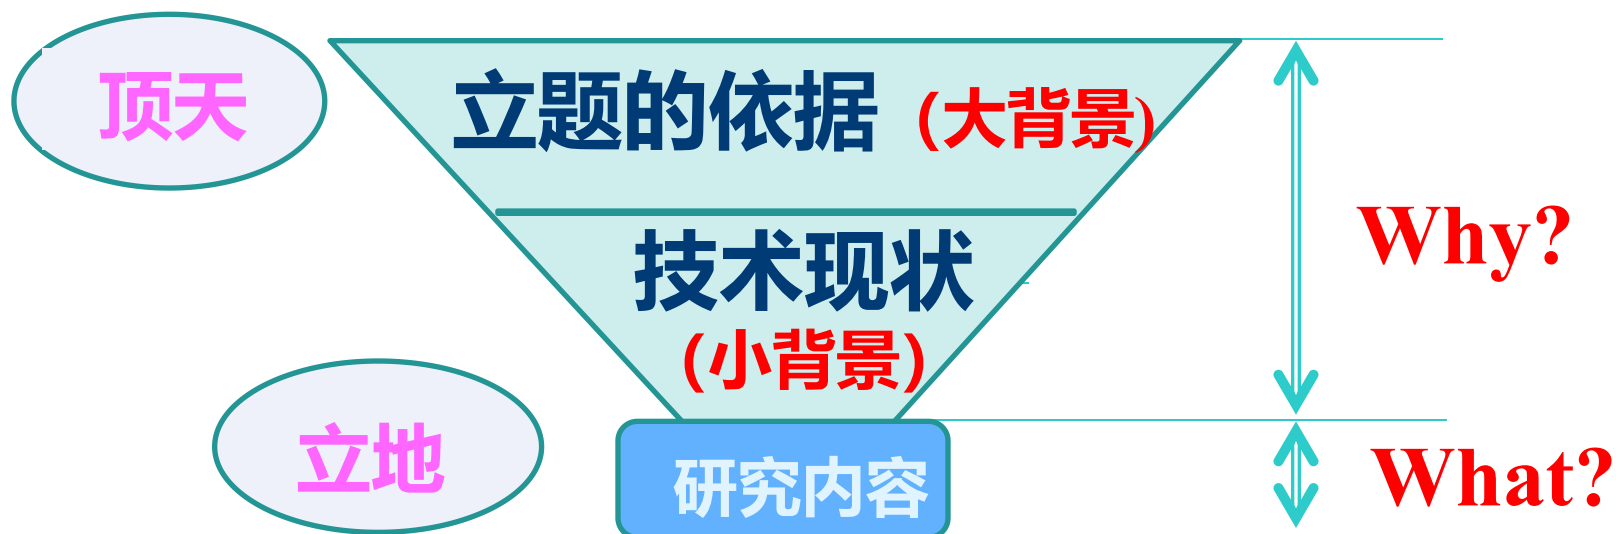 顶天
立题的依据 (大背景)
技术现状
(小背景)
Why?
立地
研究内容
What?